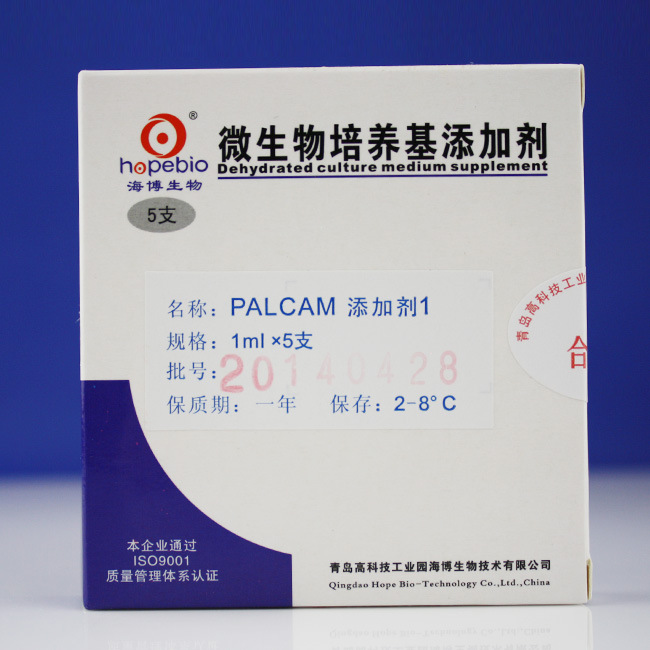 ®
hopebio
海博生物
5支
微生物培养基添加剂
Dehydrated culture medium supplement
名称：PALCAM 添加剂1
规格：1ml ×5支
批号：20140428
保质期：一年 保存：2-8°C
青岛高科技工业
合
本企业通过
ISO9001
质量管理体系认证
青岛高科技工业园海博生物技术有限公司
Qingdao Hope Bio-Technology Co.,Ltd.,China